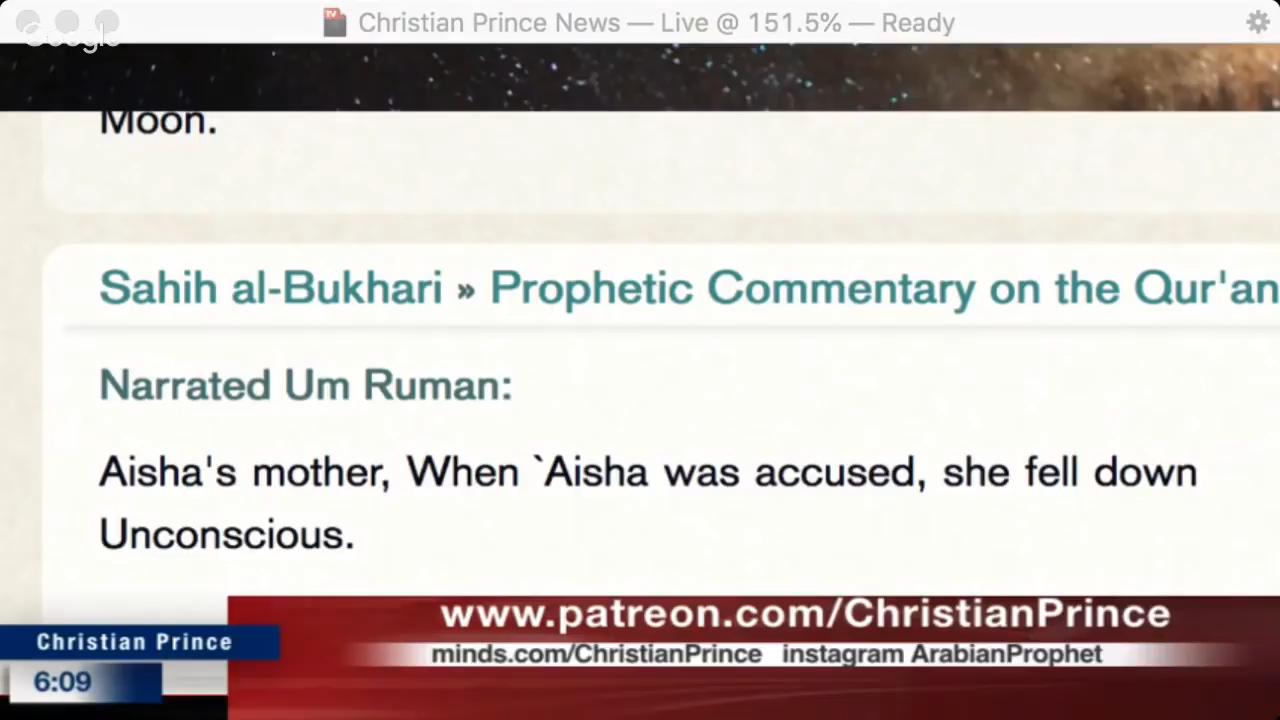 Christian Prince News — Live @ 151.5% — Ready
Google
Moon.
Sahih al-Bukhari » Prophetic Commentary on the Qur'an
Narrated Um Ruman:
Aisha's mother, When `Aisha was accused, she fell down
Unconscious.
www.patreon.com/ChristianPrince
Christian Prince
minds.com/ChristianPrince instagram ArabianProphet
6:09